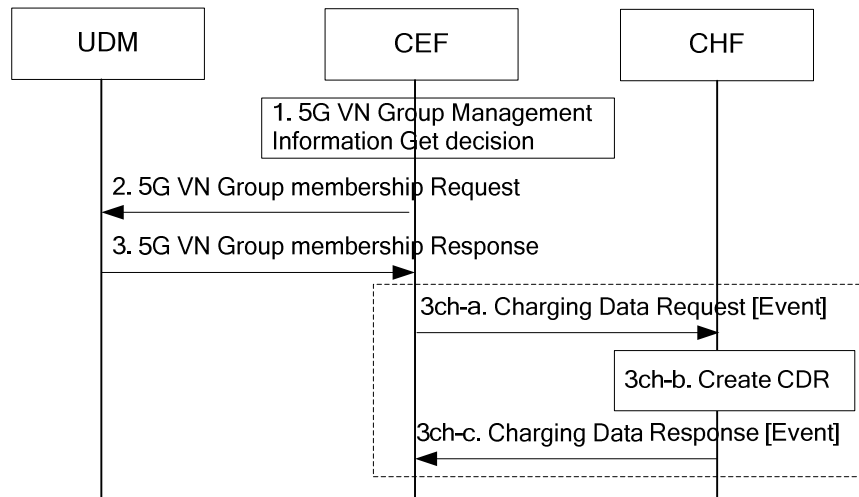 UDM
CEF
CHF
1. 5G VN Group Management
Information Get decision
2. 5G VN Group membership Request
3. 5G VN Group membership Response
3ch-a. Charging Data Request [Event]
3ch-b. Create CDR
3ch-c. Charging Data Response [Event]